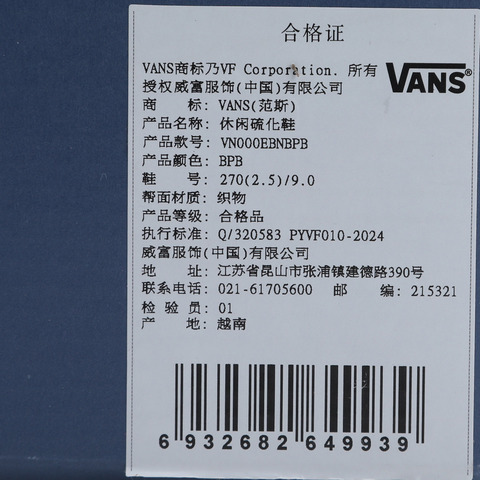 合格证
VANS商标乃VF Corporation. 所有
VANS®
授权威富服饰(中国)有限公司
商 标: VANS(范斯)
产品名称: 休闲硫化鞋
产品款号: VN000EBNBPB
产品颜色: BPB
鞋 号: 270(2.5)/9.0
帮面材质: 织物
产品等级: 合格品
执行标准: Q/320583 PYVF010-2024
威富服饰(中国)有限公司
地 址: 江苏省昆山市张浦镇建德路390号
联系电话: 021-61705600 邮 编: 215321
检 验 员: 01
产 地: 越南
6 932682 649939